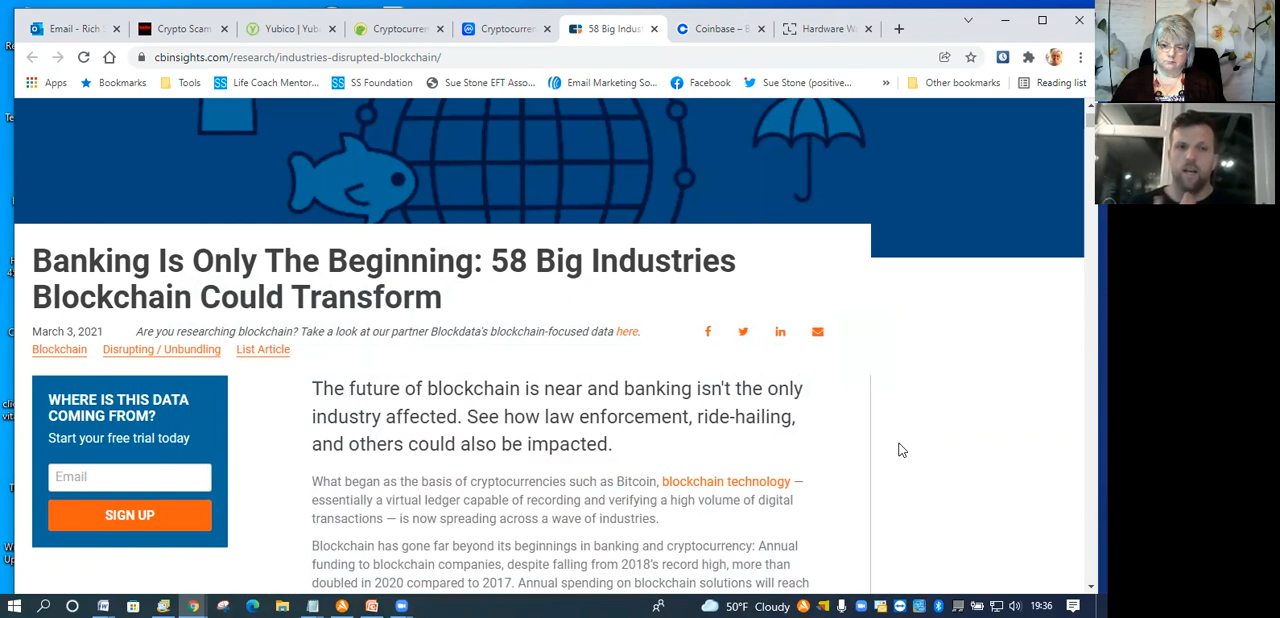 Email - Rich S
Crypto Scam
Yubico | Yubi
Cryptocurren
Cryptocurre
58 Big Indust
Coinbase – B
Hardware Wa
cbinsights.com/research/industries-disrupted-blockchain/
Apps
Bookmarks
Tools
Life Coach Mentor...
SS Foundation
Sue Stone EFT Asso...
Email Marketing So...
Facebook
Sue Stone (positive...
»
Other bookmarks
Reading list
Banking Is Only The Beginning: 58 Big Industries
Blockchain Could Transform
March 3, 2021
Are you researching blockchain? Take a look at our partner Blockdata's blockchain-focused data here.
Blockchain
Disrupting / Unbundling
List Article
WHERE IS THIS DATA
COMING FROM?
Start your free trial today
Email
SIGN UP
The future of blockchain is near and banking isn't the only
industry affected. See how law enforcement, ride-hailing,
and others could also be impacted.
What began as the basis of cryptocurrencies such as Bitcoin, blockchain technology —
essentially a virtual ledger capable of recording and verifying a high volume of digital
transactions — is now spreading across a wave of industries.
Blockchain has gone far beyond its beginnings in banking and cryptocurrency: Annual
funding to blockchain companies, despite falling from 2018's record high, more than
doubled in 2020 compared to 2017. Annual spending on blockchain solutions will reach
50°F Cloudy
19:36